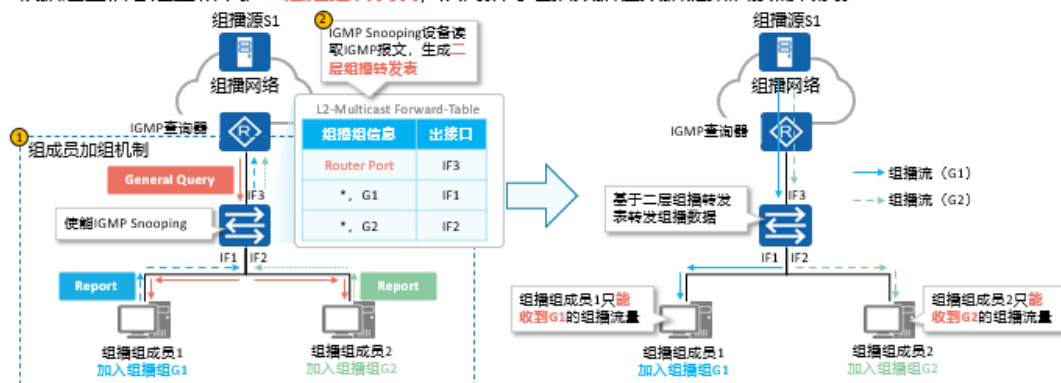 组播源S1
组播网络
IGMP查询器
R
①
组成员加组机制
General Query
IF3
使能IGMP Snooping
IF1
IF2
Report
Report
组播组成员1
加入组播组G1
组播组成员2
加入组播组G2
②
IGMP Snooping设备读
取IGMP报文，生成二
层组播转发表
L2-Multicast Forward-Table
组播组信息 出接口
Router Port IF3
*，G1 IF1
*，G2 IF2
组播源S1
组播网络
IGMP查询器
R
组播流（G1）
组播流（G2）
IF3
基于二层组播转发
表转发组播数据
IF1
IF2
组播组成员1只能
收到G1的组播流量
组播组成员2只能
收到G2的组播流量
组播组成员1
加入组播组G1
组播组成员2
加入组播组G2